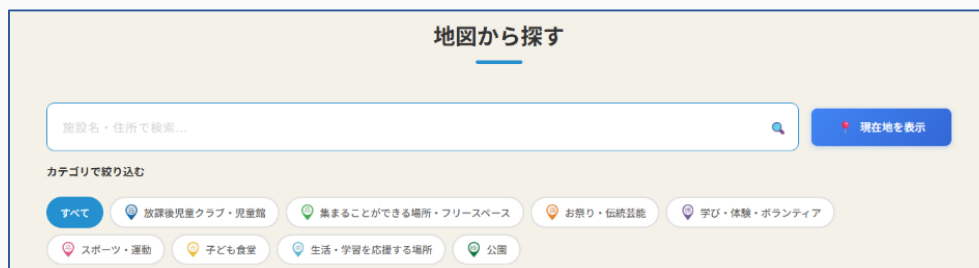 地図から探す
施設名・住所で検索...
現在地を表示
カテゴリで絞り込む
すべて 放課後児童クラブ・児童館 集まることができる場所・フリースペース お祭り・伝統芸能 学び・体験・ボランティア
スポーツ・運動 子ども食堂 生活・学習を応援する場所 公園